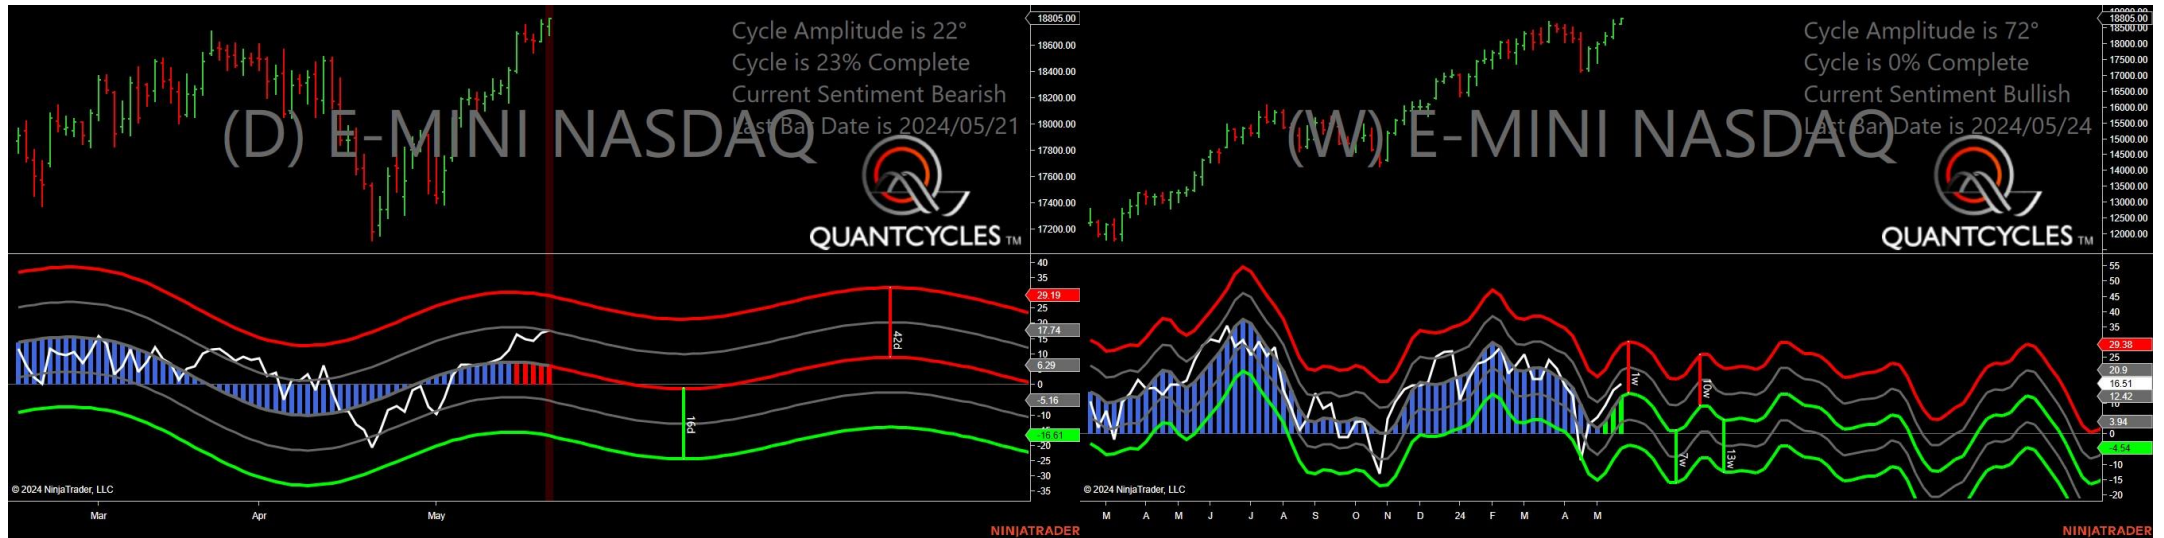 Cycle Amplitude is 22°
Cycle is 23% Complete
Current Sentiment Bearish
Last Bar Date is 2024/05/21
(D) E-MINI NASDAQ
QUANTCYCLES TM
18805.00
18600.00
18400.00
18200.00
18000.00
17800.00
17600.00
17400.00
17200.00
40
35
29.19
25
20
17.74
15
10
6.29
0
-5.16
-10
-15
-16.61
-20
-25
-30
-35
42d
16d
© 2024 NinjaTrader, LLC
Mar
Apr
May
NINJATRADER
Cycle Amplitude is 72°
Cycle is 0% Complete
Current Sentiment Bullish
Last Bar Date is 2024/05/24
(W) E-MINI NASDAQ
QUANTCYCLES TM
18805.00
18500.00
18000.00
17500.00
17000.00
16500.00
16000.00
15500.00
15000.00
14500.00
14000.00
13500.00
13000.00
12500.00
12000.00
55
50
45
40
35
29.38
25
20.9
16.51
12.42
10
3.94
0
-4.54
-10
-15
-20
1w
10w
7w
13w
© 2024 NinjaTrader, LLC
M A M J J A S O N D 24 F M A M
NINJATRADER